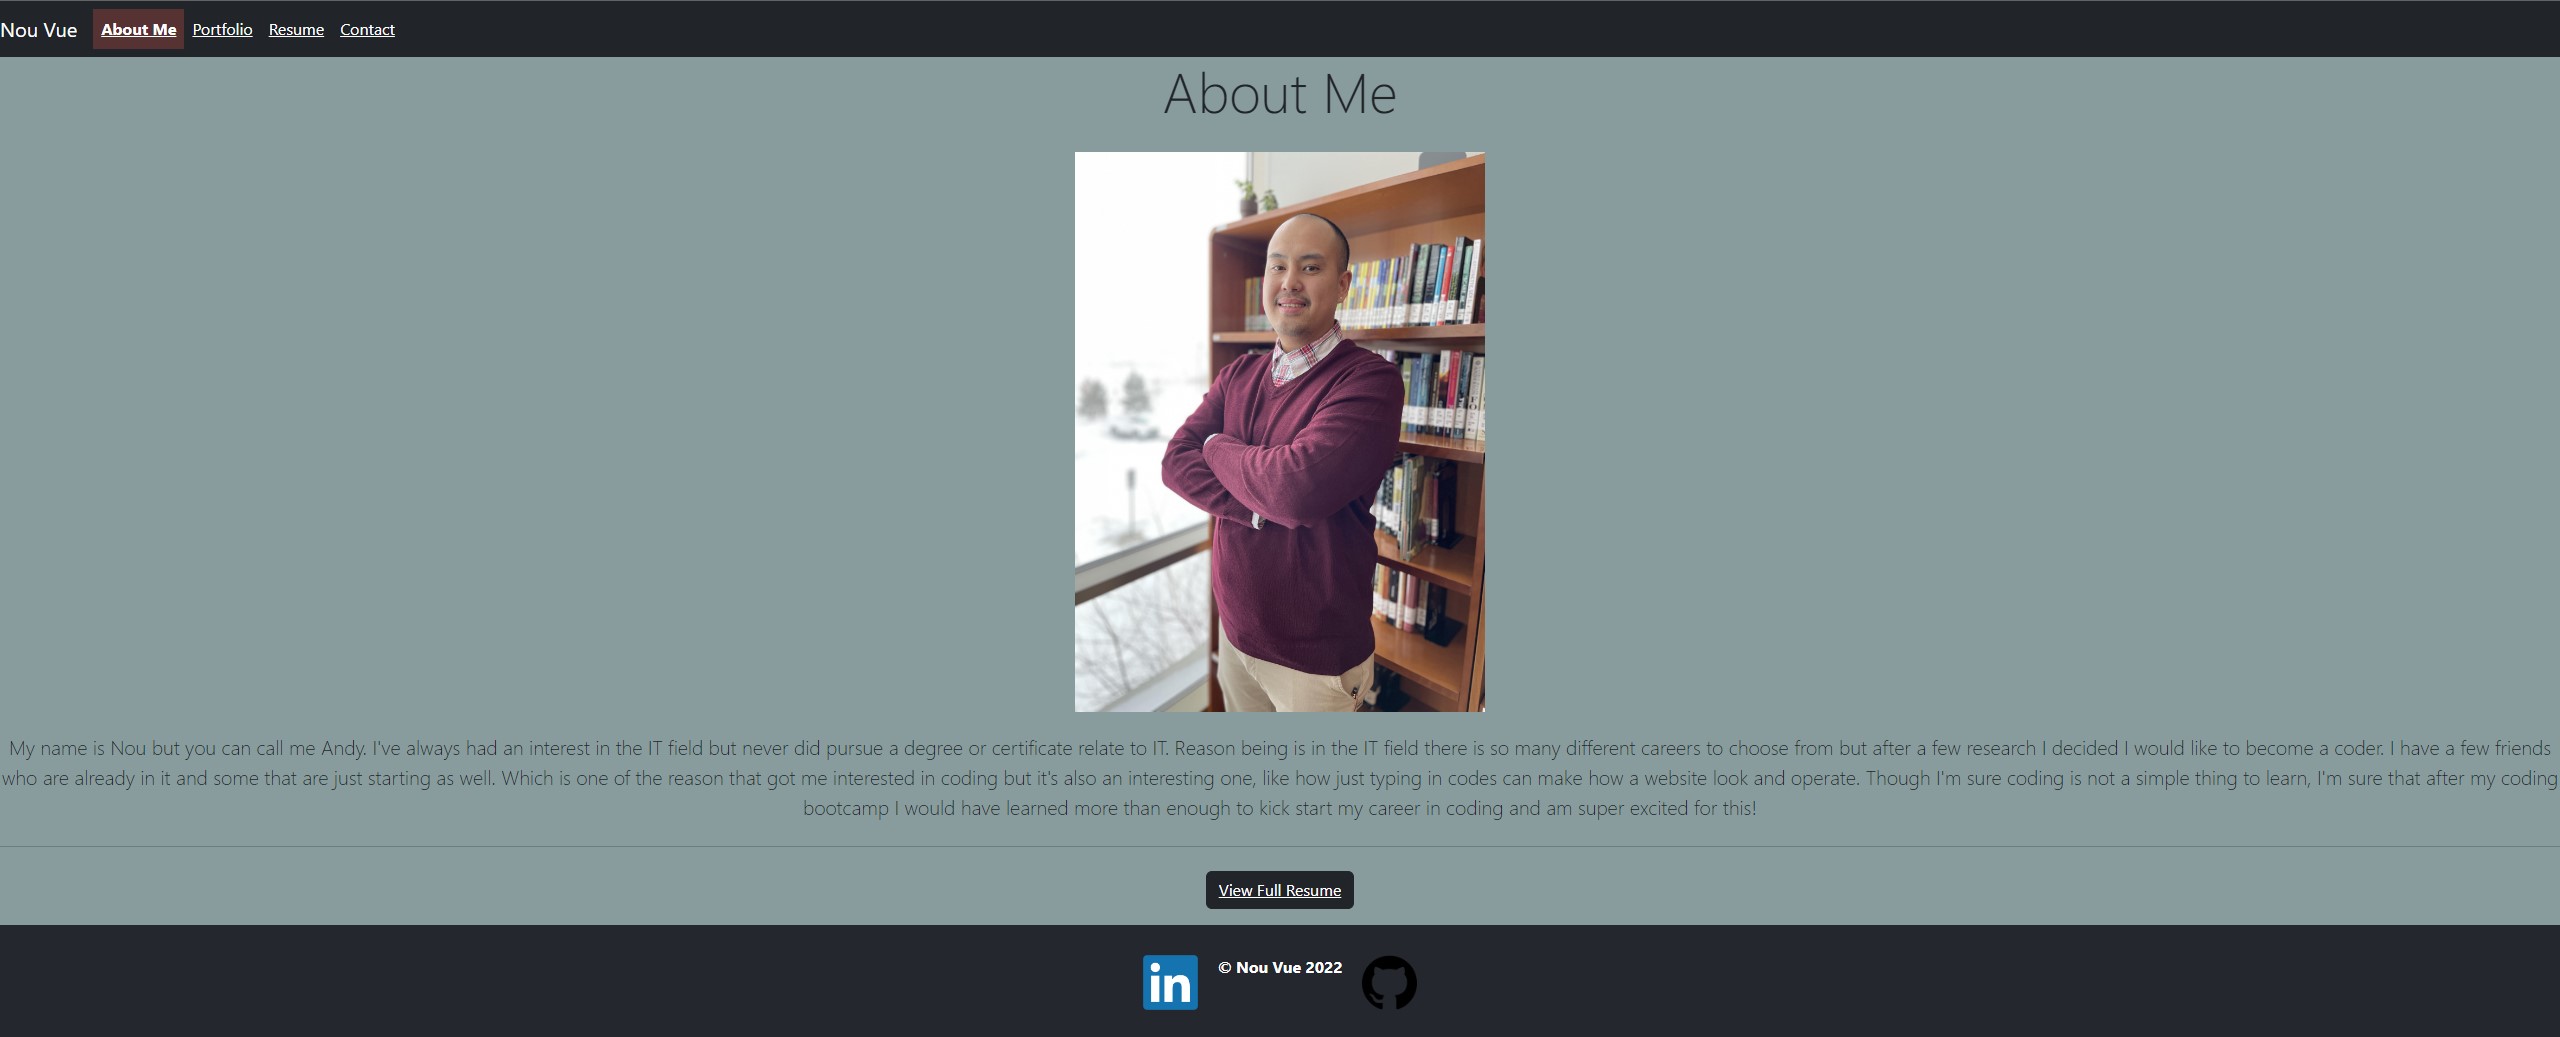 Nou Vue About Me Portfolio Resume Contact
About Me
My name is Nou but you can call me Andy. I've always had an interest in the IT field but never did pursue a degree or certificate relate to IT. Reason being is in the IT field there is so many different careers to choose from but after a few research I decided I would like to become a coder. I have a few friends
who are already in it and some that are just starting as well. Which is one of the reason that got me interested in coding but it's also an interesting one, like how just typing in codes can make how a website look and operate. Though I'm sure coding is not a simple thing to learn, I'm sure that after my coding
bootcamp I would have learned more than enough to kick start my career in coding and am super excited for this!
View Full Resume
in © Nou Vue 2022